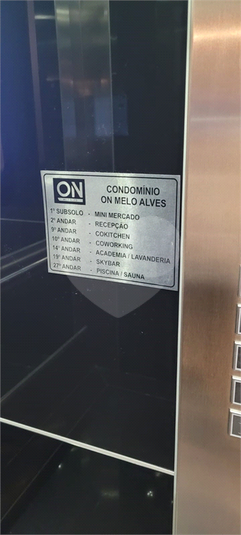 ON
CONDOMÍNIO
ON MELO ALVES
1º SUBSOLO - MINI MERCADO
2º ANDAR - RECEPÇÃO
9º ANDAR - COKITCHEN
10º ANDAR - COWORKING
14º ANDAR - ACADEMIA / LAVANDERIA
19º ANDAR - SKYBAR
27º ANDAR - PISCINA / SAUNA